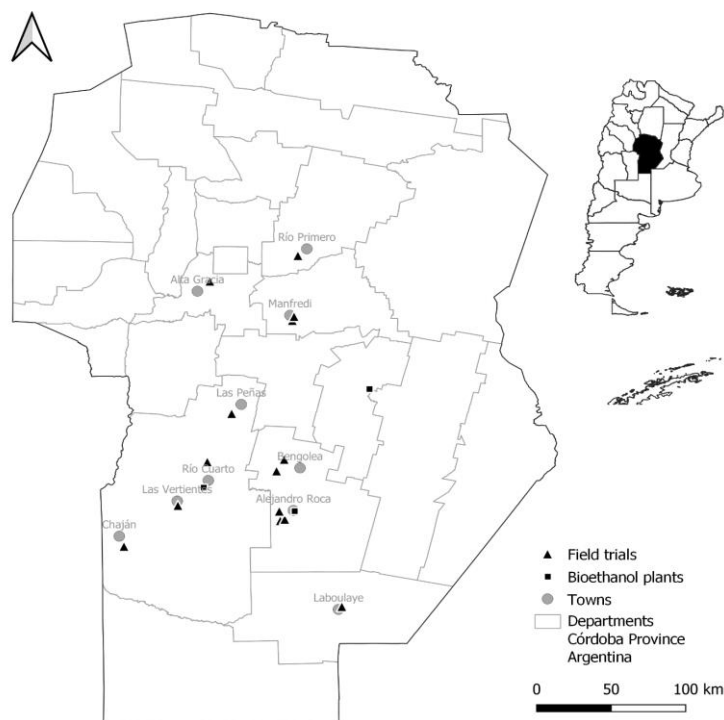 Río Primero
Alta Gracia
Manfredi
Las Peñas
Río Cuarto
Bengolea
Las Vertientes
Alejandro Roca
Chaján
Laboulaye
Field trials
Bioethanol plants
Towns
Departments
Córdoba Province
Argentina
0 50 100 km